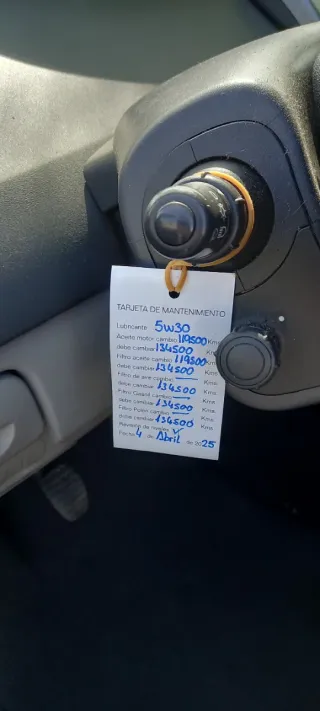 TARJETA DE MANTENIMIENTO
Lubricante 5w30
Aceite motor cambio 119500 Kms.
debe cambiar 134500 Kms.
Filtro aceite cambio 119500 Kms.
debe cambiar 134500 Kms.
Filtro de aire cambio — Kms.
debe cambiar 134500 Kms.
Filtro Gasoil cambio — Kms.
debe cambiar 134500 Kms.
Filtro Polen cambio — Kms.
debe cambiar 134500 Kms.
Revisión de niveles ✓
Fecha 4 de Abril de 2025